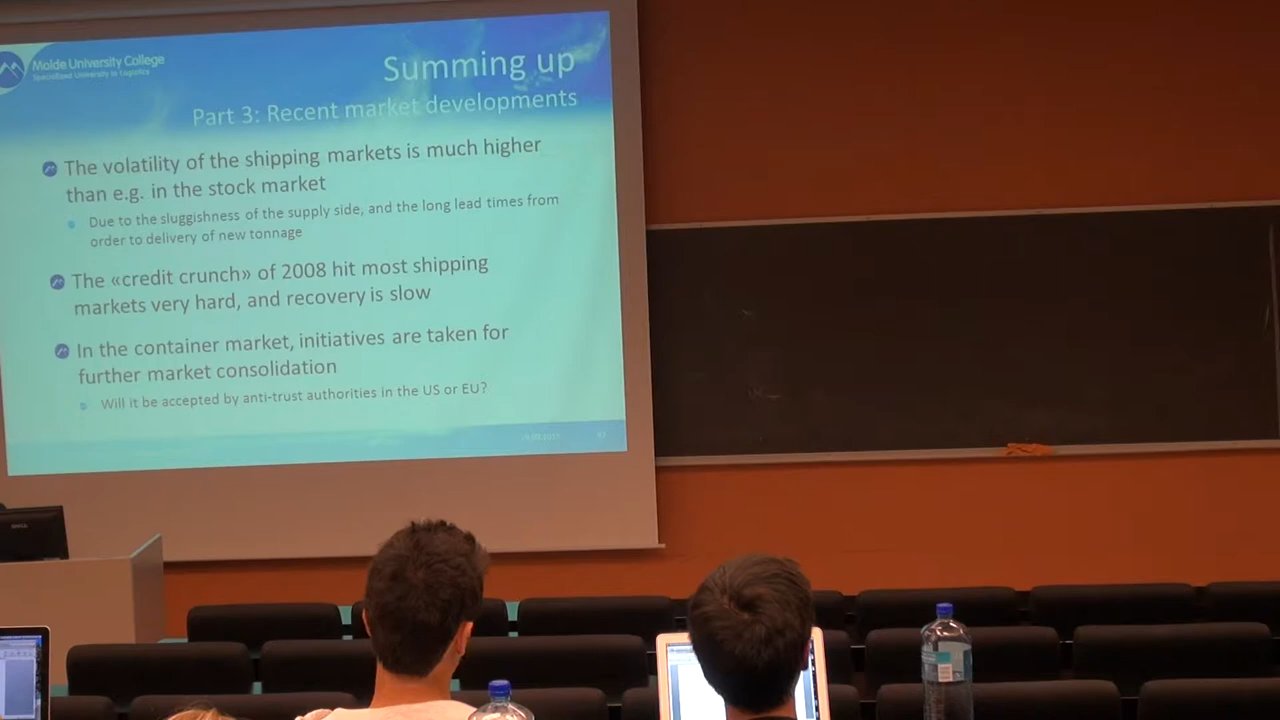 Molde University College
Specialized University in Logistics
Summing up
Part 3: Recent market developments
The volatility of the shipping markets is much higher
than e.g. in the stock market
Due to the sluggishness of the supply side, and the long lead times from
order to delivery of new tonnage
The «credit crunch» of 2008 hit most shipping
markets very hard, and recovery is slow
In the container market, initiatives are taken for
further market consolidation
Will it be accepted by anti-trust authorities in the US or EU?
DELL